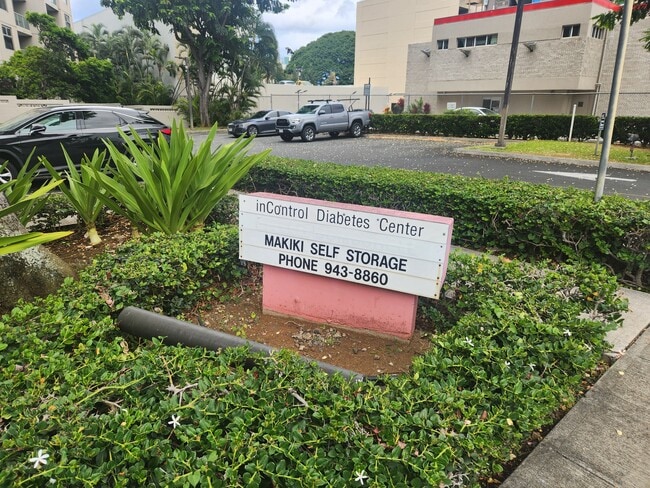 inControl Diabetes Center
MAKIKI SELF STORAGE
PHONE 943-8860